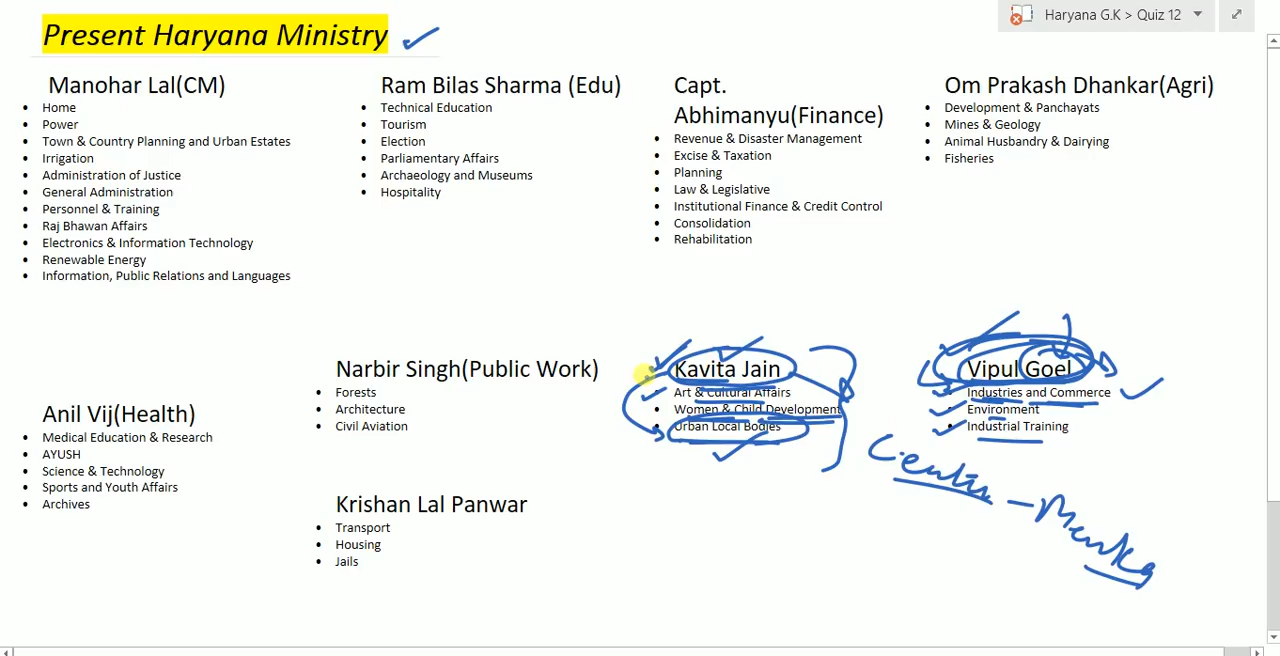 Haryana G.K > Quiz 12
Present Haryana Ministry
Manohar Lal(CM)
Home
Power
Town & Country Planning and Urban Estates
Irrigation
Administration of Justice
General Administration
Personnel & Training
Raj Bhawan Affairs
Electronics & Information Technology
Renewable Energy
Information, Public Relations and Languages
Ram Bilas Sharma (Edu)
Technical Education
Tourism
Election
Parliamentary Affairs
Archaeology and Museums
Hospitality
Capt.
Abhimanyu(Finance)
Revenue & Disaster Management
Excise & Taxation
Planning
Law & Legislative
Institutional Finance & Credit Control
Consolidation
Rehabilitation
Om Prakash Dhankar(Agri)
Development & Panchayats
Mines & Geology
Animal Husbandry & Dairying
Fisheries
Anil Vij(Health)
Medical Education & Research
AYUSH
Science & Technology
Sports and Youth Affairs
Archives
Narbir Singh(Public Work)
Forests
Architecture
Civil Aviation
Krishan Lal Panwar
Transport
Housing
Jails
Kavita Jain
Art & Cultural Affairs
Women & Child Development
Urban Local Bodies
Vipul Goel
Industries and Commerce
Environment
Industrial Training